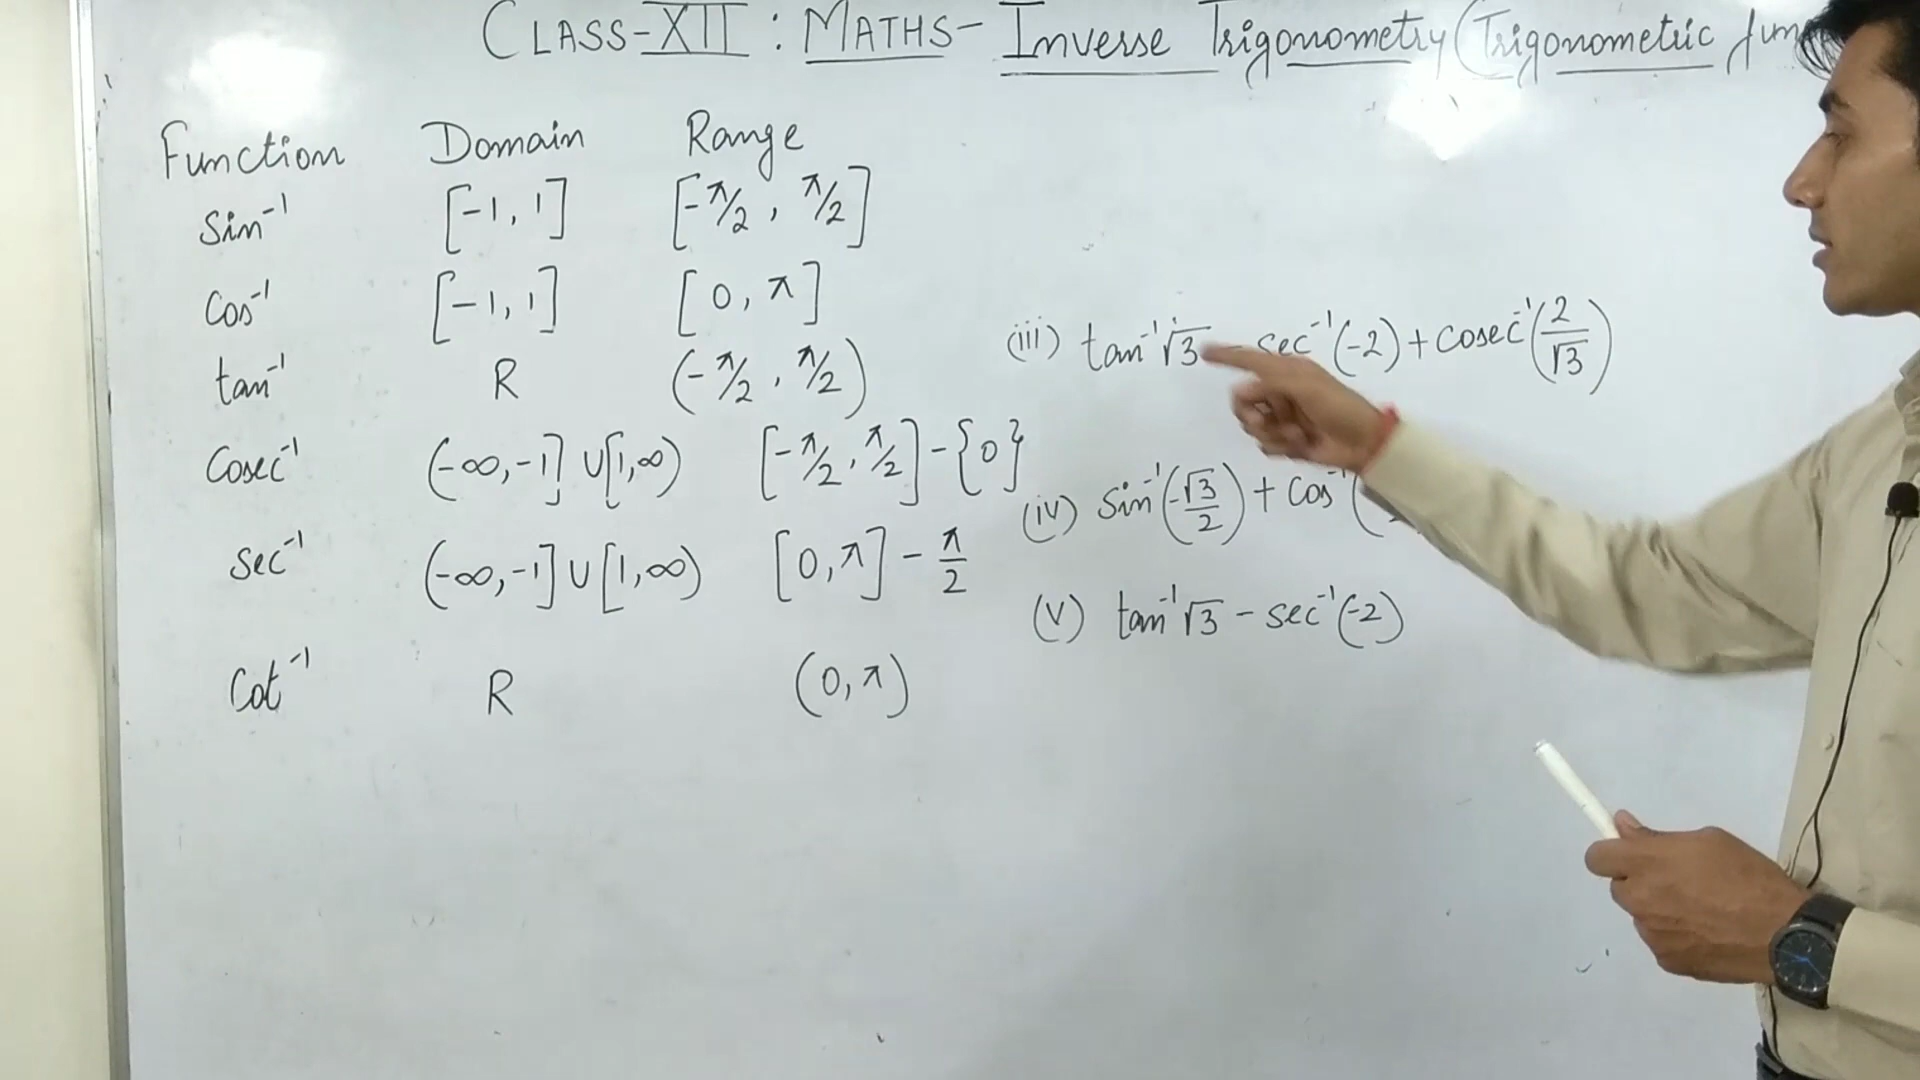 CLASS-XII : MATHS- Inverse Trigonometry (Trigonometric
Function Domain Range
Sin⁻¹ [-1, 1] [-π/2, π/2]
Cos⁻¹ [-1, 1] [0, π]
tan⁻¹ R (-π/2, π/2)
Cosec⁻¹ (-∞,-1] ∪ [1,∞) [-π/2, π/2] - {0}
Sec⁻¹ (-∞,-1] ∪ [1,∞) [0, π] - π/2
Cot⁻¹ R (0, π)
(iii) tan⁻¹√3 - sec⁻¹(-2) + cosec⁻¹(2/√3)
(iv) Sin⁻¹(-√3/2) + Cos⁻¹(
(v) tan⁻¹√3 - sec⁻¹(-2)